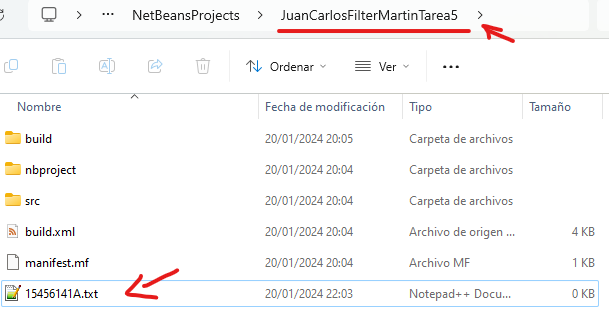 NetBeansProjects > JuanCarlosFilterMartinTarea5 >
Ordenar Ver ...
Nombre Fecha de modificación Tipo Tamaño
build 20/01/2024 20:05 Carpeta de archivos
nbproject 20/01/2024 20:04 Carpeta de archivos
src 20/01/2024 20:04 Carpeta de archivos
build.xml 20/01/2024 20:04 Archivo de origen ... 4 KB
manifest.mf 20/01/2024 20:04 Archivo MF 1 KB
15456141A.txt 20/01/2024 22:03 Notepad++ Docu... 0 KB